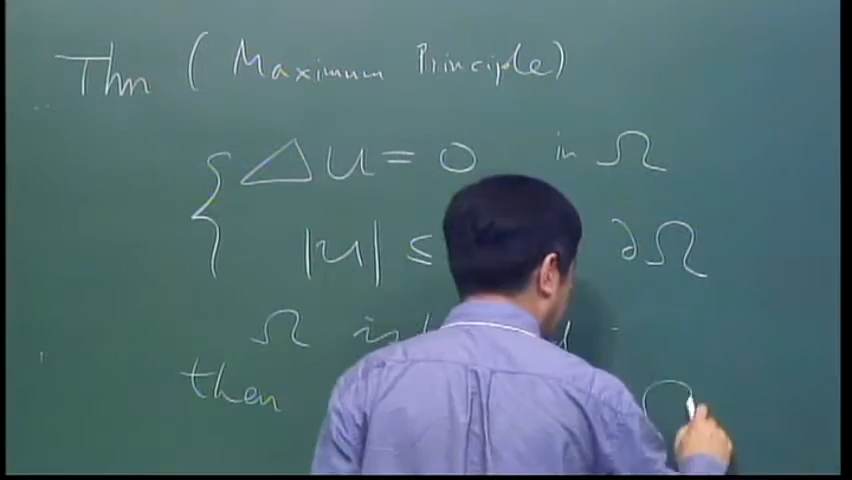 Thm (Maximum Principle)
Δu = 0 in Ω
|u| ≤ ∂Ω
Ω is
then